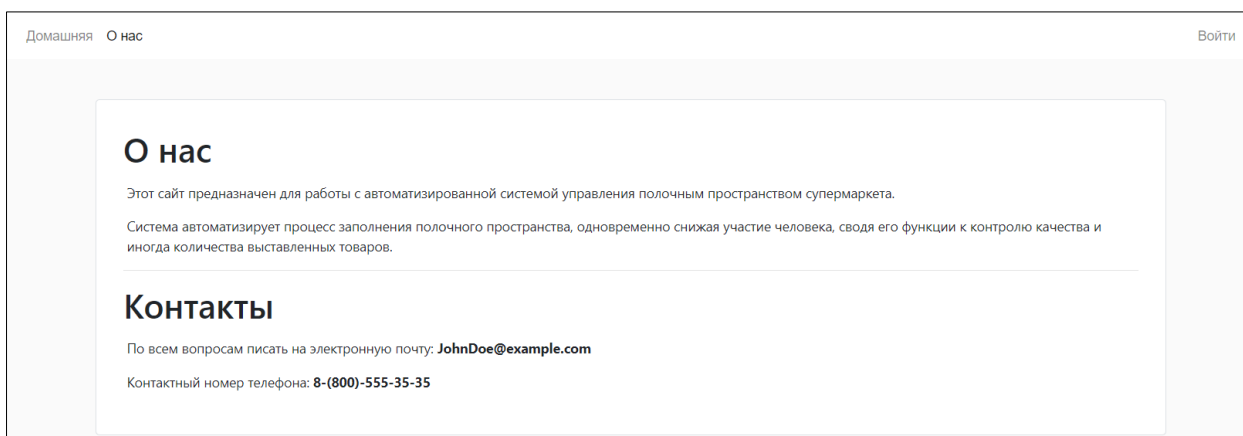 Домашняя О нас Войти
О нас
Этот сайт предназначен для работы с автоматизированной системой управления полочным пространством супермаркета.
Система автоматизирует процесс заполнения полочного пространства, одновременно снижая участие человека, сводя его функции к контролю качества и
иногда количества выставленных товаров.
Контакты
По всем вопросам писать на электронную почту: JohnDoe@example.com
Контактный номер телефона: 8-(800)-555-35-35